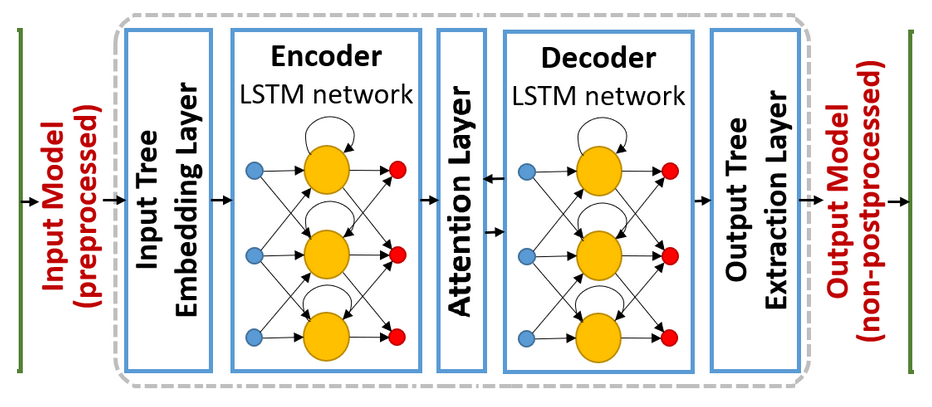 Input Model
(preprocessed)
Input Tree
Embedding Layer
Encoder
LSTM network
Attention Layer
Decoder
LSTM network
Output Tree
Extraction Layer
Output Model
(non-postprocessed)